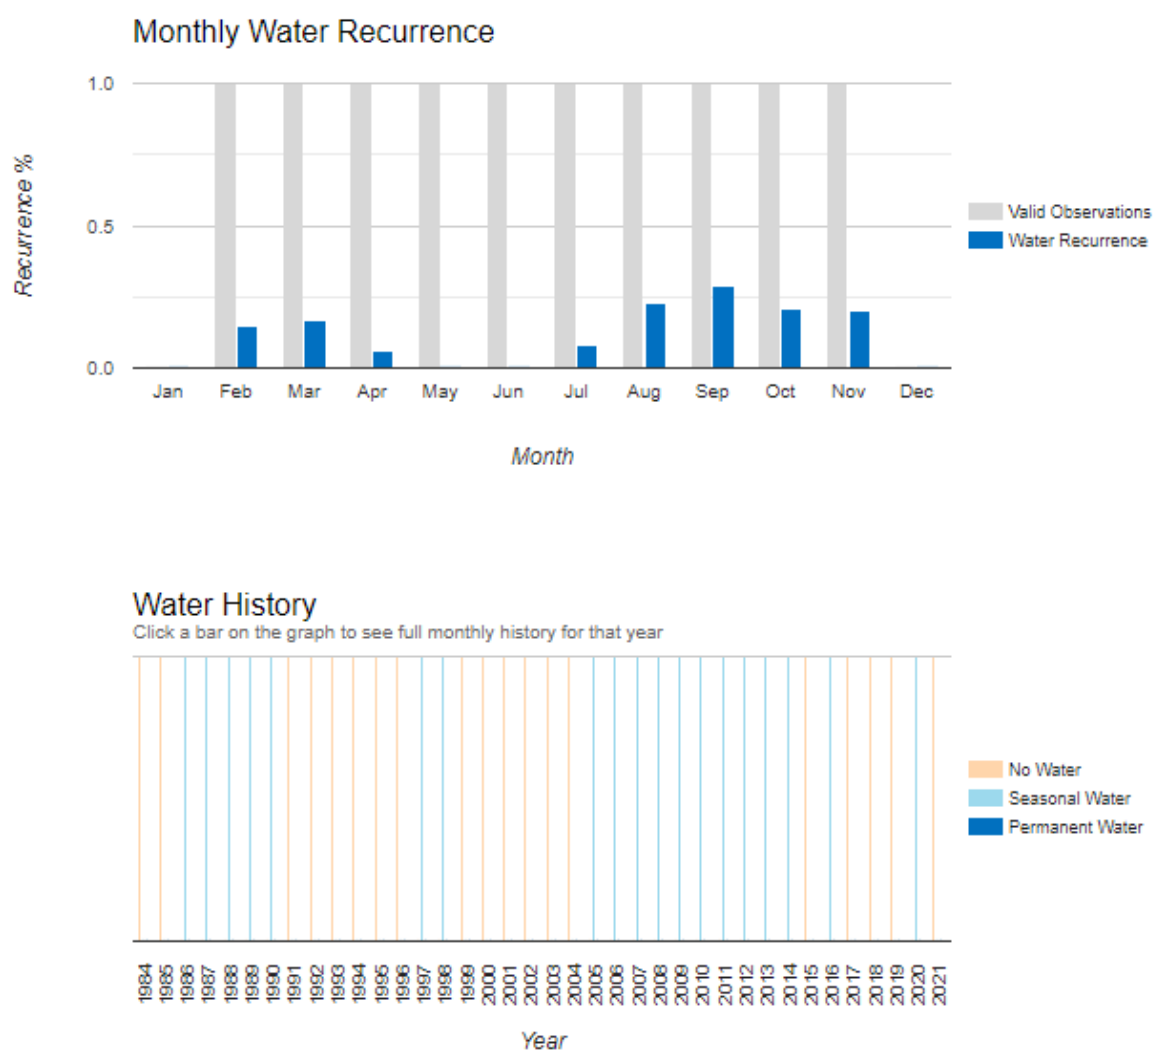 Monthly Water Recurrence
1.0
0.5
0.0
Recurrence %
Jan Feb Mar Apr May Jun Jul Aug Sep Oct Nov Dec
Month
Valid Observations
Water Recurrence
Water History
Click a bar on the graph to see full monthly history for that year
No Water
Seasonal Water
Permanent Water
1984 1985 1986 1987 1988 1989 1990 1991 1992 1993 1994 1995 1996 1997 1998 1999 2000 2001 2002 2003 2004 2005 2006 2007 2008 2009 2010 2011 2012 2013 2014 2015 2016 2017 2018 2019 2020 2021
Year